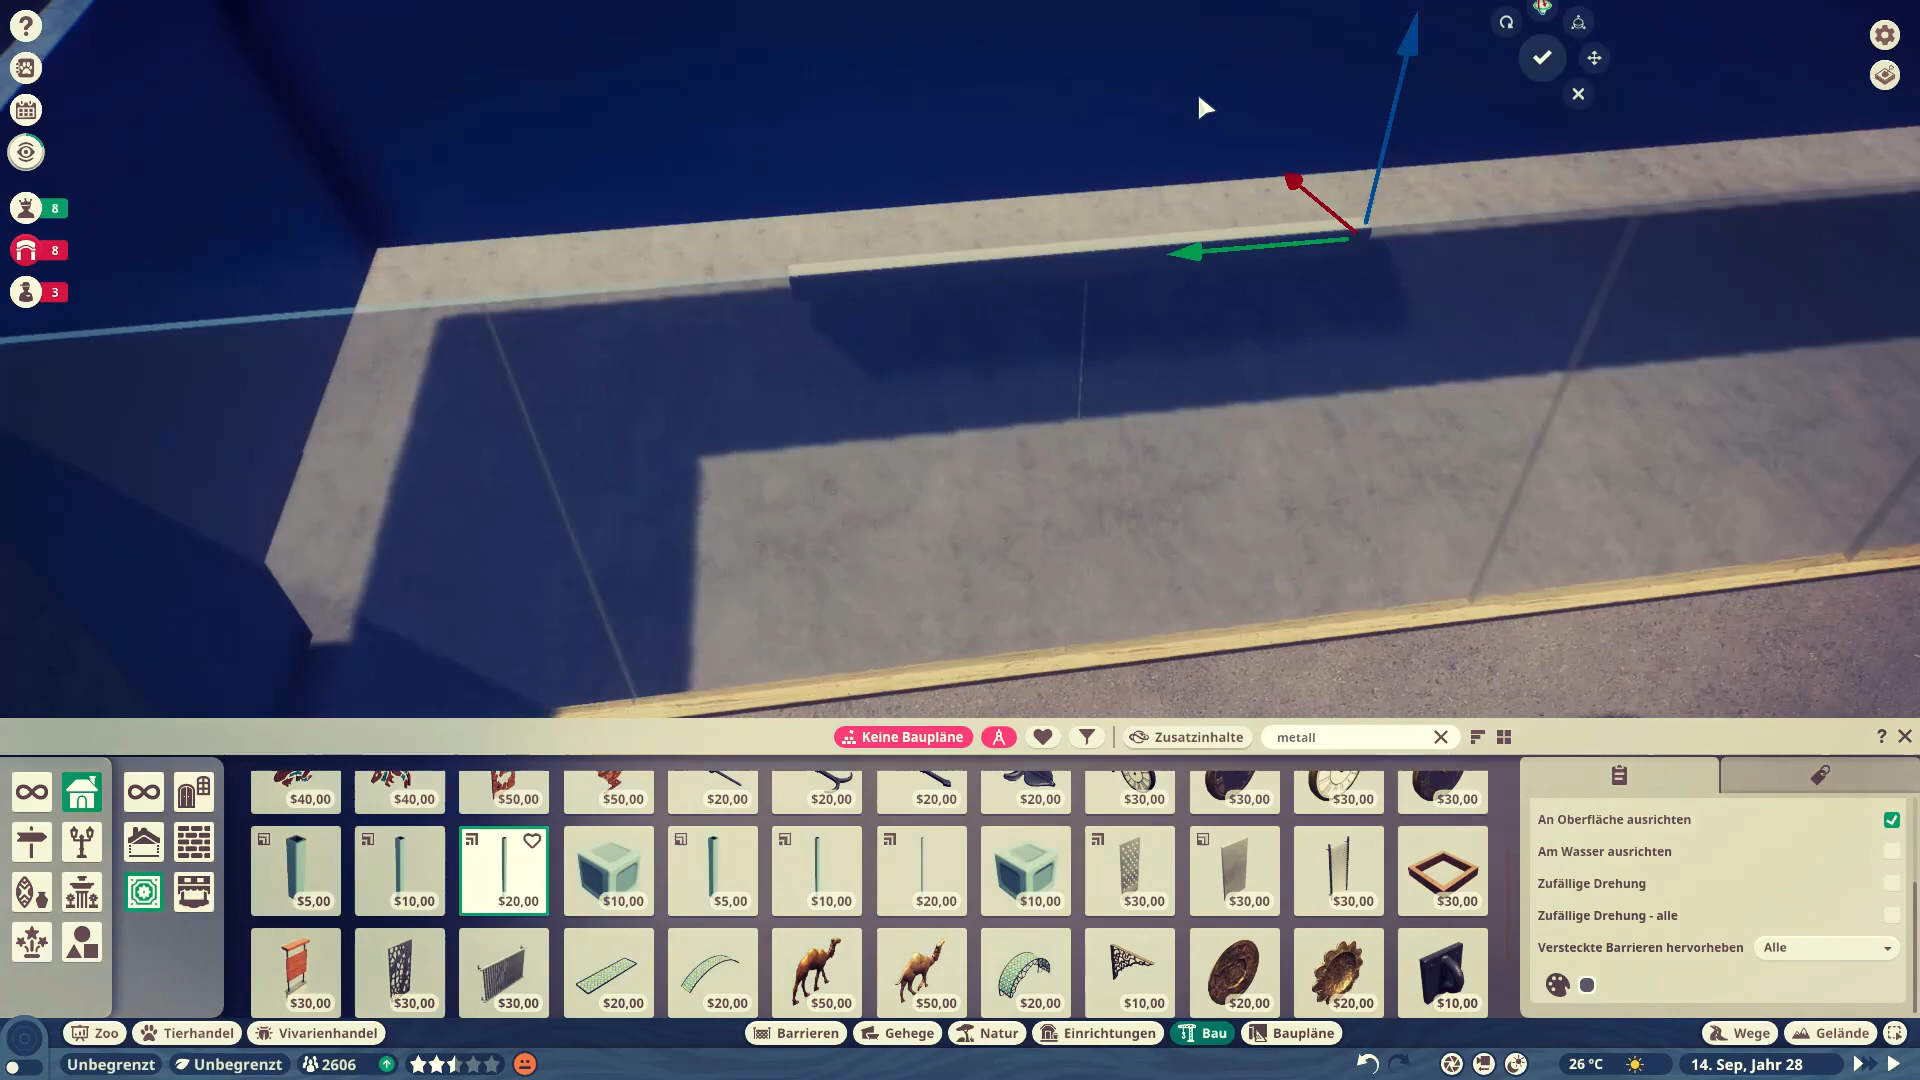 ?
8
8
3
Keine Baupläne
Zusatzinhalte
metall
?
$40,00 $40,00 $50,00 $50,00 $20,00 $20,00 $20,00 $20,00 $30,00 $30,00 $30,00 $30,00
$5,00 $10,00 $20,00 $10,00 $5,00 $10,00 $20,00 $10,00 $30,00 $30,00 $30,00 $30,00
$30,00 $30,00 $30,00 $20,00 $20,00 $50,00 $50,00 $20,00 $10,00 $20,00 $20,00 $10,00
An Oberfläche ausrichten
Am Wasser ausrichten
Zufällige Drehung
Zufällige Drehung - alle
Versteckte Barrieren hervorheben Alle
Zoo Tierhandel Vivarienhandel Barrieren Gehege Natur Einrichtungen Bau Baupläne Wege Gelände
Unbegrenzt Unbegrenzt 2606 26 °C 14. Sep, Jahr 28